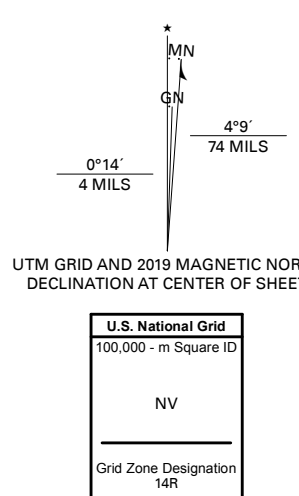 ★
MN
GN
4°9´
74 MILS
0°14´
4 MILS
UTM GRID AND 2019 MAGNETIC NOR
DECLINATION AT CENTER OF SHEET
U.S. National Grid
100,000 - m Square ID
NV
Grid Zone Designation
14R